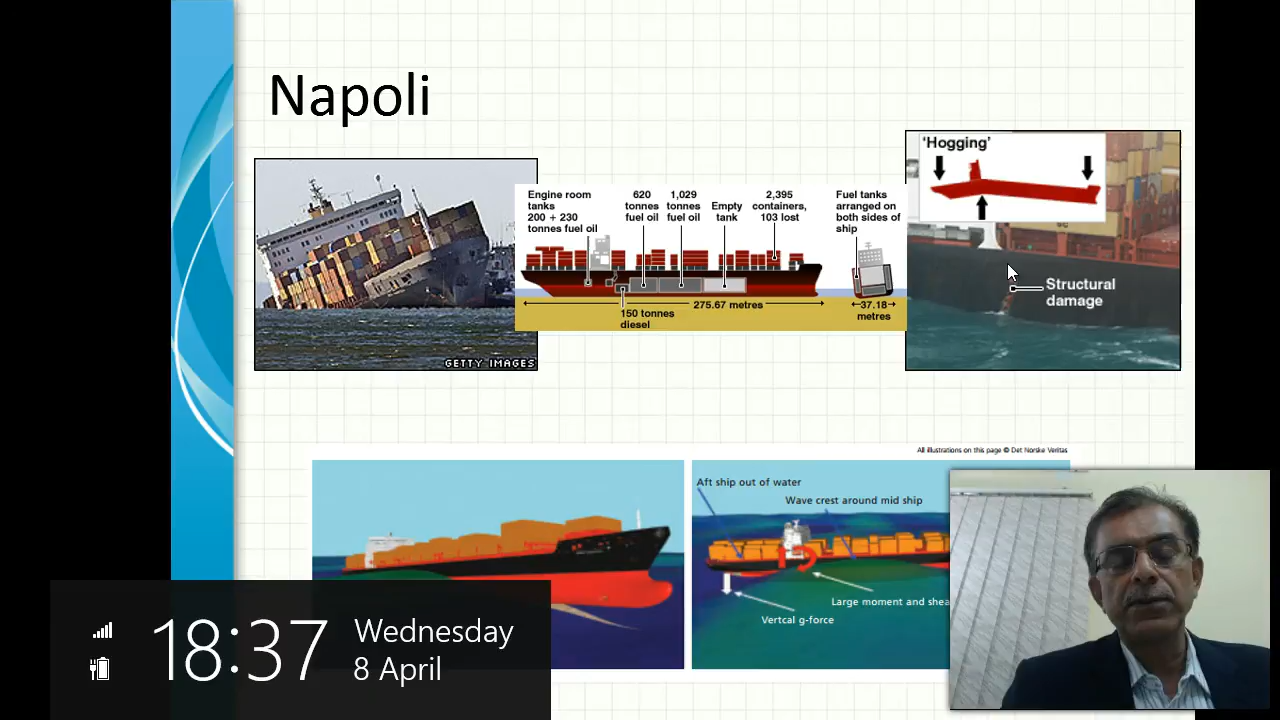 Napoli
GETTY IMAGES
Engine room
tanks
200 + 230
tonnes fuel oil
620
tonnes
fuel oil
1,029
tonnes
fuel oil
Empty
tank
2,395
containers,
103 lost
Fuel tanks
arranged on
both sides of
ship
150 tonnes
diesel
275.67 metres
37.18
metres
'Hogging'
Structural
damage
All illustrations on this page © Det Norske Veritas
Aft ship out of water
Wave crest around mid ship
Large moment and shea
Vertcal g-force
18:37
Wednesday
8 April